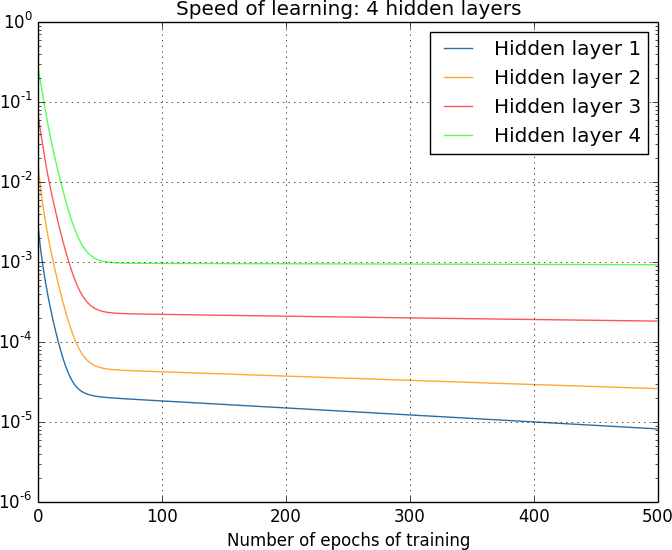 Speed of learning: 4 hidden layers
10^0
10^-1
10^-2
10^-3
10^-4
10^-5
10^-6
Hidden layer 1
Hidden layer 2
Hidden layer 3
Hidden layer 4
0 100 200 300 400 500
Number of epochs of training